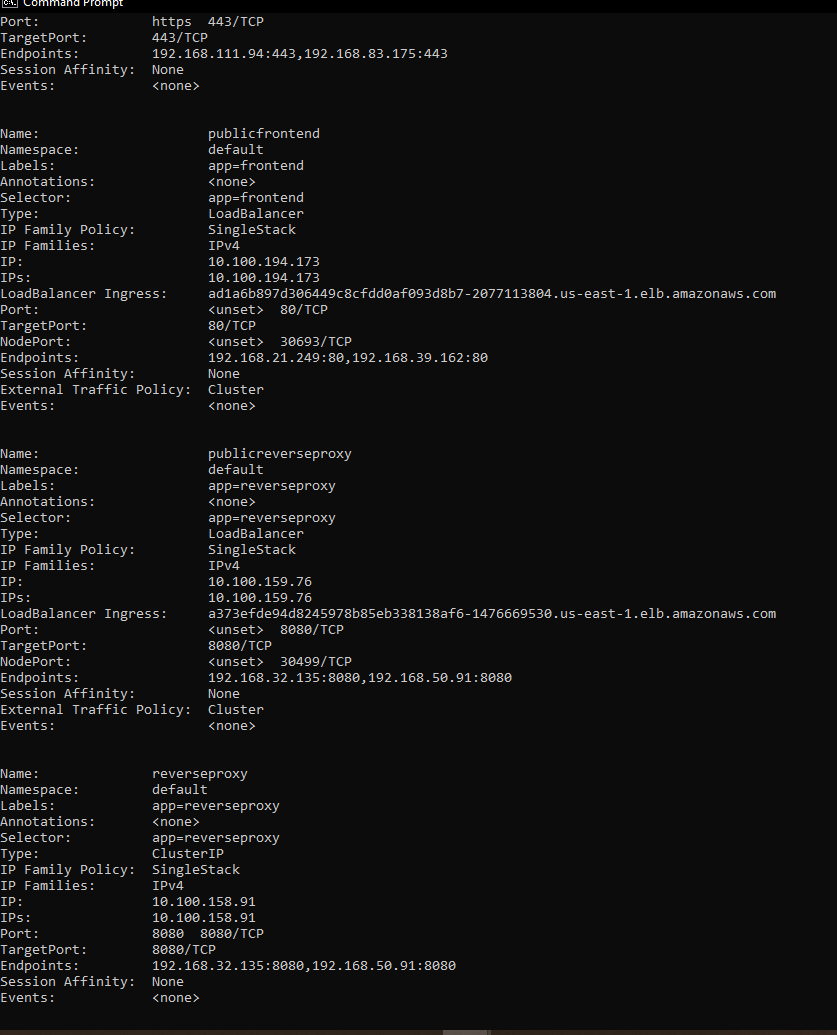 Command Prompt
Port: https 443/TCP
TargetPort: 443/TCP
Endpoints: 192.168.111.94:443,192.168.83.175:443
Session Affinity: None
Events: <none>
Name: publicfrontend
Namespace: default
Labels: app=frontend
Annotations: <none>
Selector: app=frontend
Type: LoadBalancer
IP Family Policy: SingleStack
IP Families: IPv4
IP: 10.100.194.173
IPs: 10.100.194.173
LoadBalancer Ingress: ad1a6b897d306449c8cfdd0af093d8b7-2077113804.us-east-1.elb.amazonaws.com
Port: <unset> 80/TCP
TargetPort: 80/TCP
NodePort: <unset> 30693/TCP
Endpoints: 192.168.21.249:80,192.168.39.162:80
Session Affinity: None
External Traffic Policy: Cluster
Events: <none>
Name: publicreverseproxy
Namespace: default
Labels: app=reverseproxy
Annotations: <none>
Selector: app=reverseproxy
Type: LoadBalancer
IP Family Policy: SingleStack
IP Families: IPv4
IP: 10.100.159.76
IPs: 10.100.159.76
LoadBalancer Ingress: a373efde94d8245978b85eb338138af6-1476669530.us-east-1.elb.amazonaws.com
Port: <unset> 8080/TCP
TargetPort: 8080/TCP
NodePort: <unset> 30499/TCP
Endpoints: 192.168.32.135:8080,192.168.50.91:8080
Session Affinity: None
External Traffic Policy: Cluster
Events: <none>
Name: reverseproxy
Namespace: default
Labels: app=reverseproxy
Annotations: <none>
Selector: app=reverseproxy
Type: ClusterIP
IP Family Policy: SingleStack
IP Families: IPv4
IP: 10.100.158.91
IPs: 10.100.158.91
Port: 8080 8080/TCP
TargetPort: 8080/TCP
Endpoints: 192.168.32.135:8080,192.168.50.91:8080
Session Affinity: None
Events: <none>